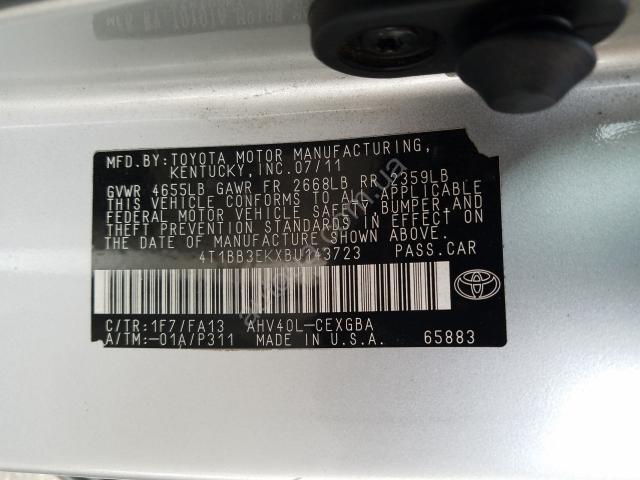 MFD.BY:TOYOTA MOTOR MANUFACTURING,
KENTUCKY, INC.07/11
GVWR 4655LB GAWR FR 2668LB RR 2359LB
THIS VEHICLE CONFORMS TO ALL APPLICABLE
FEDERAL MOTOR VEHICLE SAFETY, BUMPER, AND
THEFT PREVENTION STANDARDS IN EFFECT ON
THE DATE OF MANUFACTURE SHOWN ABOVE.
4T1BB3EKXBU143723 PASS.CAR
C/TR:1F7/FA13 AHV40L-CEXGBA
A/TM:-01A/P311 MADE IN U.S.A. 65883